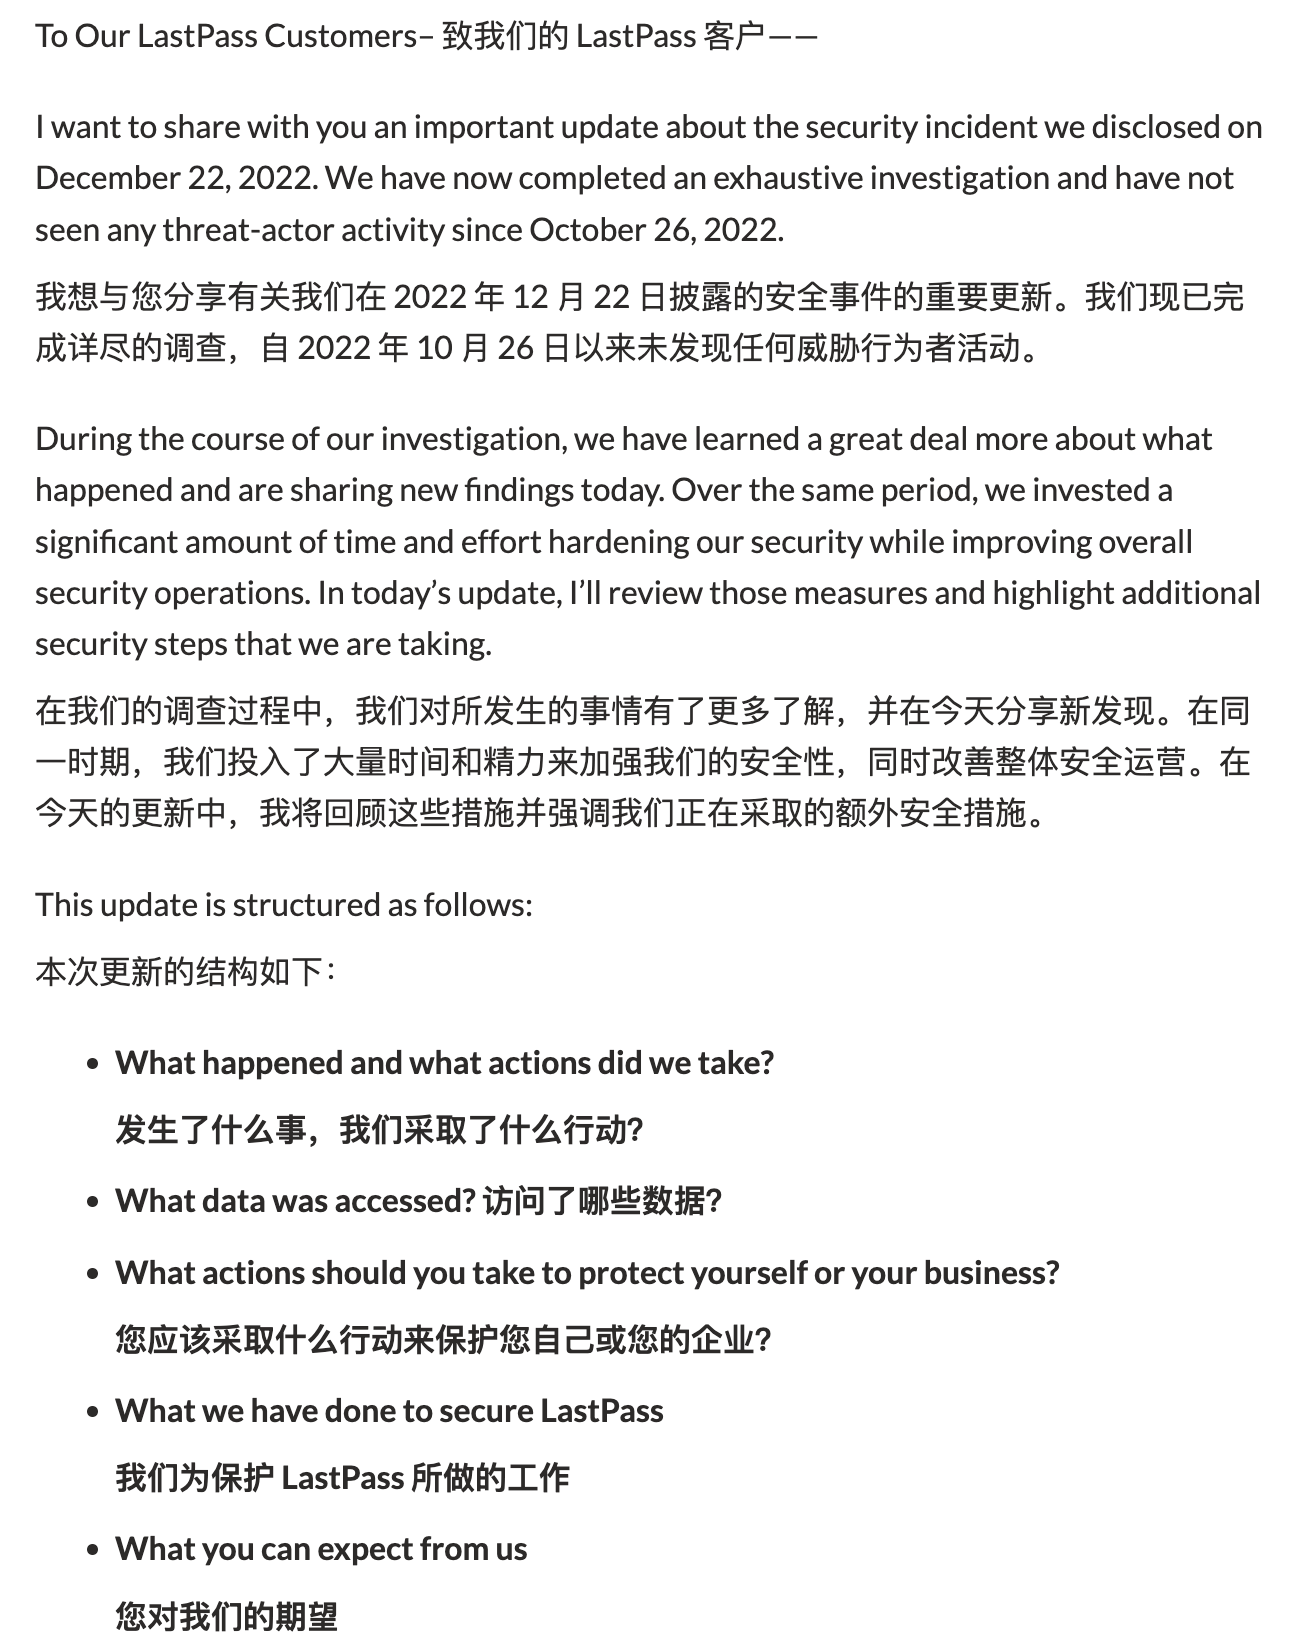 To Our LastPass Customers– 致我们的 LastPass 客户——
I want to share with you an important update about the security incident we disclosed on
December 22, 2022. We have now completed an exhaustive investigation and have not
seen any threat-actor activity since October 26, 2022.
我想与您分享有关我们在 2022 年 12 月 22 日披露的安全事件的重要更新。我们现已完
成详尽的调查，自 2022 年 10 月 26 日以来未发现任何威胁行为者活动。
During the course of our investigation, we have learned a great deal more about what
happened and are sharing new findings today. Over the same period, we invested a
significant amount of time and effort hardening our security while improving overall
security operations. In today’s update, I’ll review those measures and highlight additional
security steps that we are taking.
在我们的调查过程中，我们对所发生的事情有了更多了解，并在今天分享新发现。在同
一时期，我们投入了大量时间和精力来加强我们的安全性，同时改善整体安全运营。在
今天的更新中，我将回顾这些措施并强调我们正在采取的额外安全措施。
This update is structured as follows:
本次更新的结构如下：
• What happened and what actions did we take?
发生了什么事，我们采取了什么行动?
• What data was accessed? 访问了哪些数据?
• What actions should you take to protect yourself or your business?
您应该采取什么行动来保护您自己或您的企业?
• What we have done to secure LastPass
我们为保护 LastPass 所做的工作
• What you can expect from us
您对我们的期望